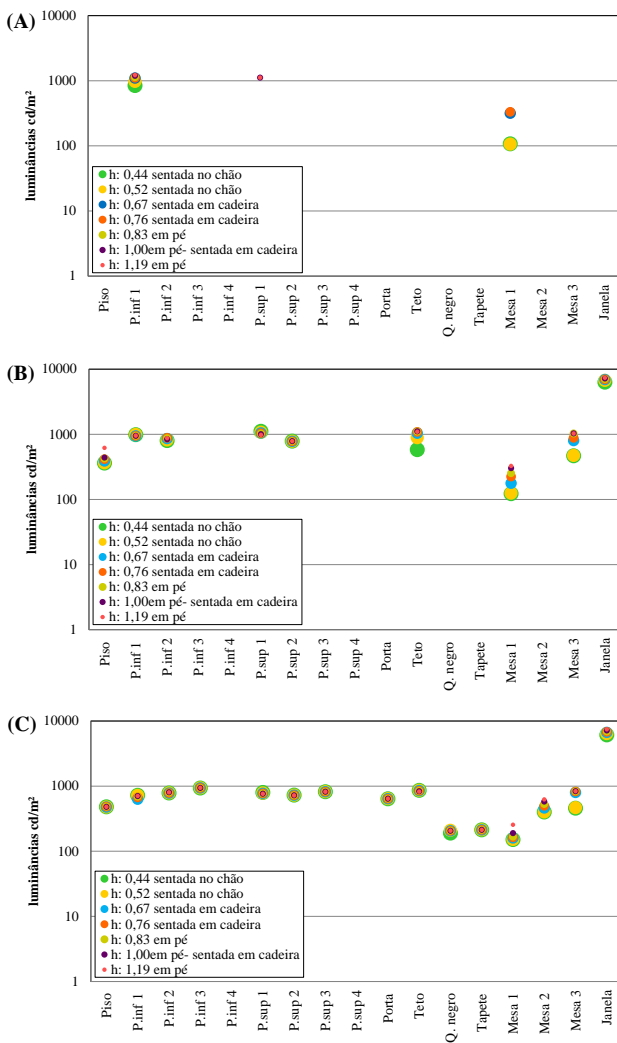 (A)
luminâncias cd/m²
10000
1000
100
10
1
h: 0,44 sentada no chão
h: 0,52 sentada no chão
h: 0,67 sentada em cadeira
h: 0,76 sentada em cadeira
h: 0,83 em pé
h: 1,00em pé- sentada em cadeira
h: 1,19 em pé
Piso
P.inf 1
P.inf 2
P.inf 3
P.inf 4
P.sup 1
P.sup 2
P.sup 3
P.sup 4
Porta
Teto
Q. negro
Tapete
Mesa 1
Mesa 2
Mesa 3
Janela
(B)
luminâncias cd/m²
10000
1000
100
10
1
h: 0,44 sentada no chão
h: 0,52 sentada no chão
h: 0,67 sentada em cadeira
h: 0,76 sentada em cadeira
h: 0,83 em pé
h: 1,00em pé- sentada em cadeira
h: 1,19 em pé
Piso
P.inf 1
P.inf 2
P.inf 3
P.inf 4
P.sup 1
P.sup 2
P.sup 3
P.sup 4
Porta
Teto
Q. negro
Tapete
Mesa 1
Mesa 2
Mesa 3
Janela
(C)
luminâncias cd/m²
10000
1000
100
10
1
h: 0,44 sentada no chão
h: 0,52 sentada no chão
h: 0,67 sentada em cadeira
h: 0,76 sentada em cadeira
h: 0,83 em pé
h: 1,00em pé- sentada em cadeira
h: 1,19 em pé
Piso
P.inf 1
P.inf 2
P.inf 3
P.inf 4
P.sup 1
P.sup 2
P.sup 3
P.sup 4
Porta
Teto
Q. negro
Tapete
Mesa 1
Mesa 2
Mesa 3
Janela